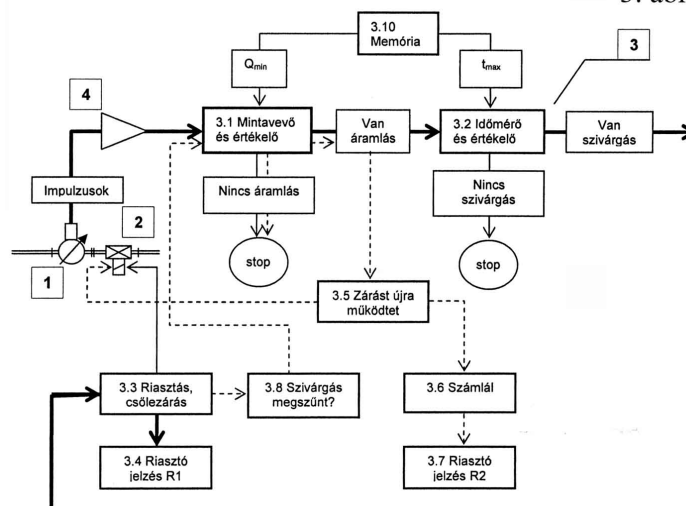 3. ábr
3.10
Memória
3
Qmin
tmax
4
3.1 Mintavevő
és értékelő
Van
áramlás
3.2 Időmérő
és értékelő
Van
szivárgás
Impulzusok
Nincs áramlás
Nincs
szivárgás
2
1
stop
stop
3.5 Zárást újra
működtet
3.3 Riasztás,
csőlezárás
3.8 Szivárgás
megszűnt?
3.6 Számlál
3.4 Riasztó
jelzés R1
3.7 Riasztó
jelzés R2